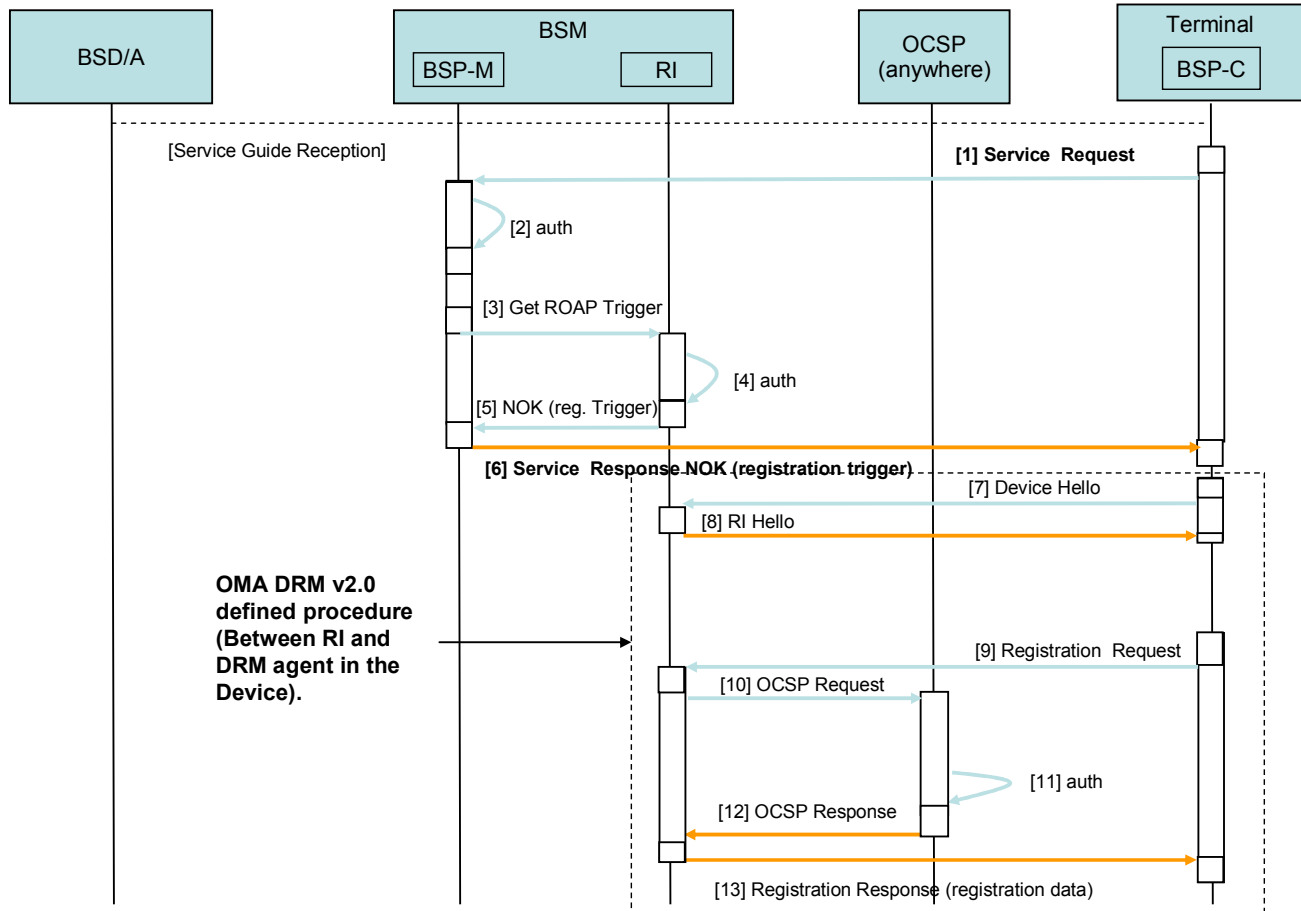 BSD/A
BSM
BSP-M
RI
OCSP
(anywhere)
Terminal
BSP-C
[Service Guide Reception]
[1] Service Request
[2] auth
[3] Get ROAP Trigger
[4] auth
[5] NOK (reg. Trigger)
[6] Service Response NOK (registration trigger)
[7] Device Hello
[8] RI Hello
OMA DRM v2.0
defined procedure
(Between RI and
DRM agent in the
Device).
[9] Registration Request
[10] OCSP Request
[11] auth
[12] OCSP Response
[13] Registration Response (registration data)